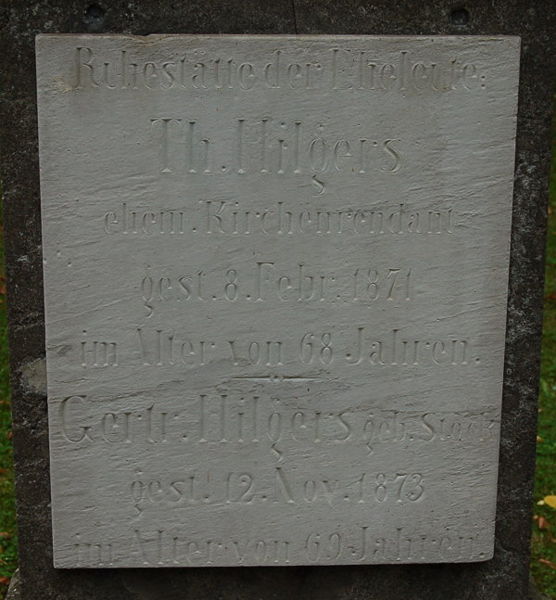 Ruhestätte der Eheleute:
Th. Hilgers
ehem. Kirchenrendant
gest. 8. Febr. 1871
im Alter von 68 Jahren.
Gertr. Hilgers geb. Stock
gest. 12. Nov. 1873
im Alter von 69 Jahren.